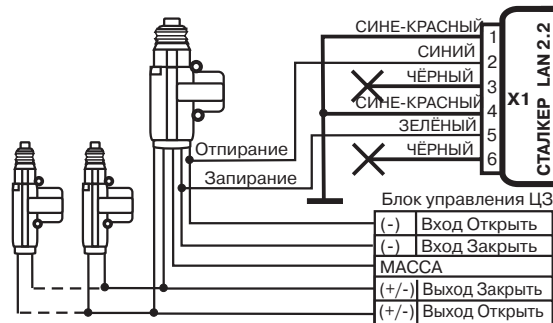 СИНЕ-КРАСНЫЙ
1
СИНИЙ
2
ЧЁРНЫЙ
3
СИНЕ-КРАСНЫЙ
4
ЗЕЛЁНЫЙ
5
ЧЁРНЫЙ
6
X1
СТАЛКЕР LAN 2.2
Отпирание
Запирание
Блок управления ЦЗ
(-) Вход Открыть
(-) Вход Закрыть
МАССА
(+/-) Выход Закрыть
(+/-) Выход Открыть